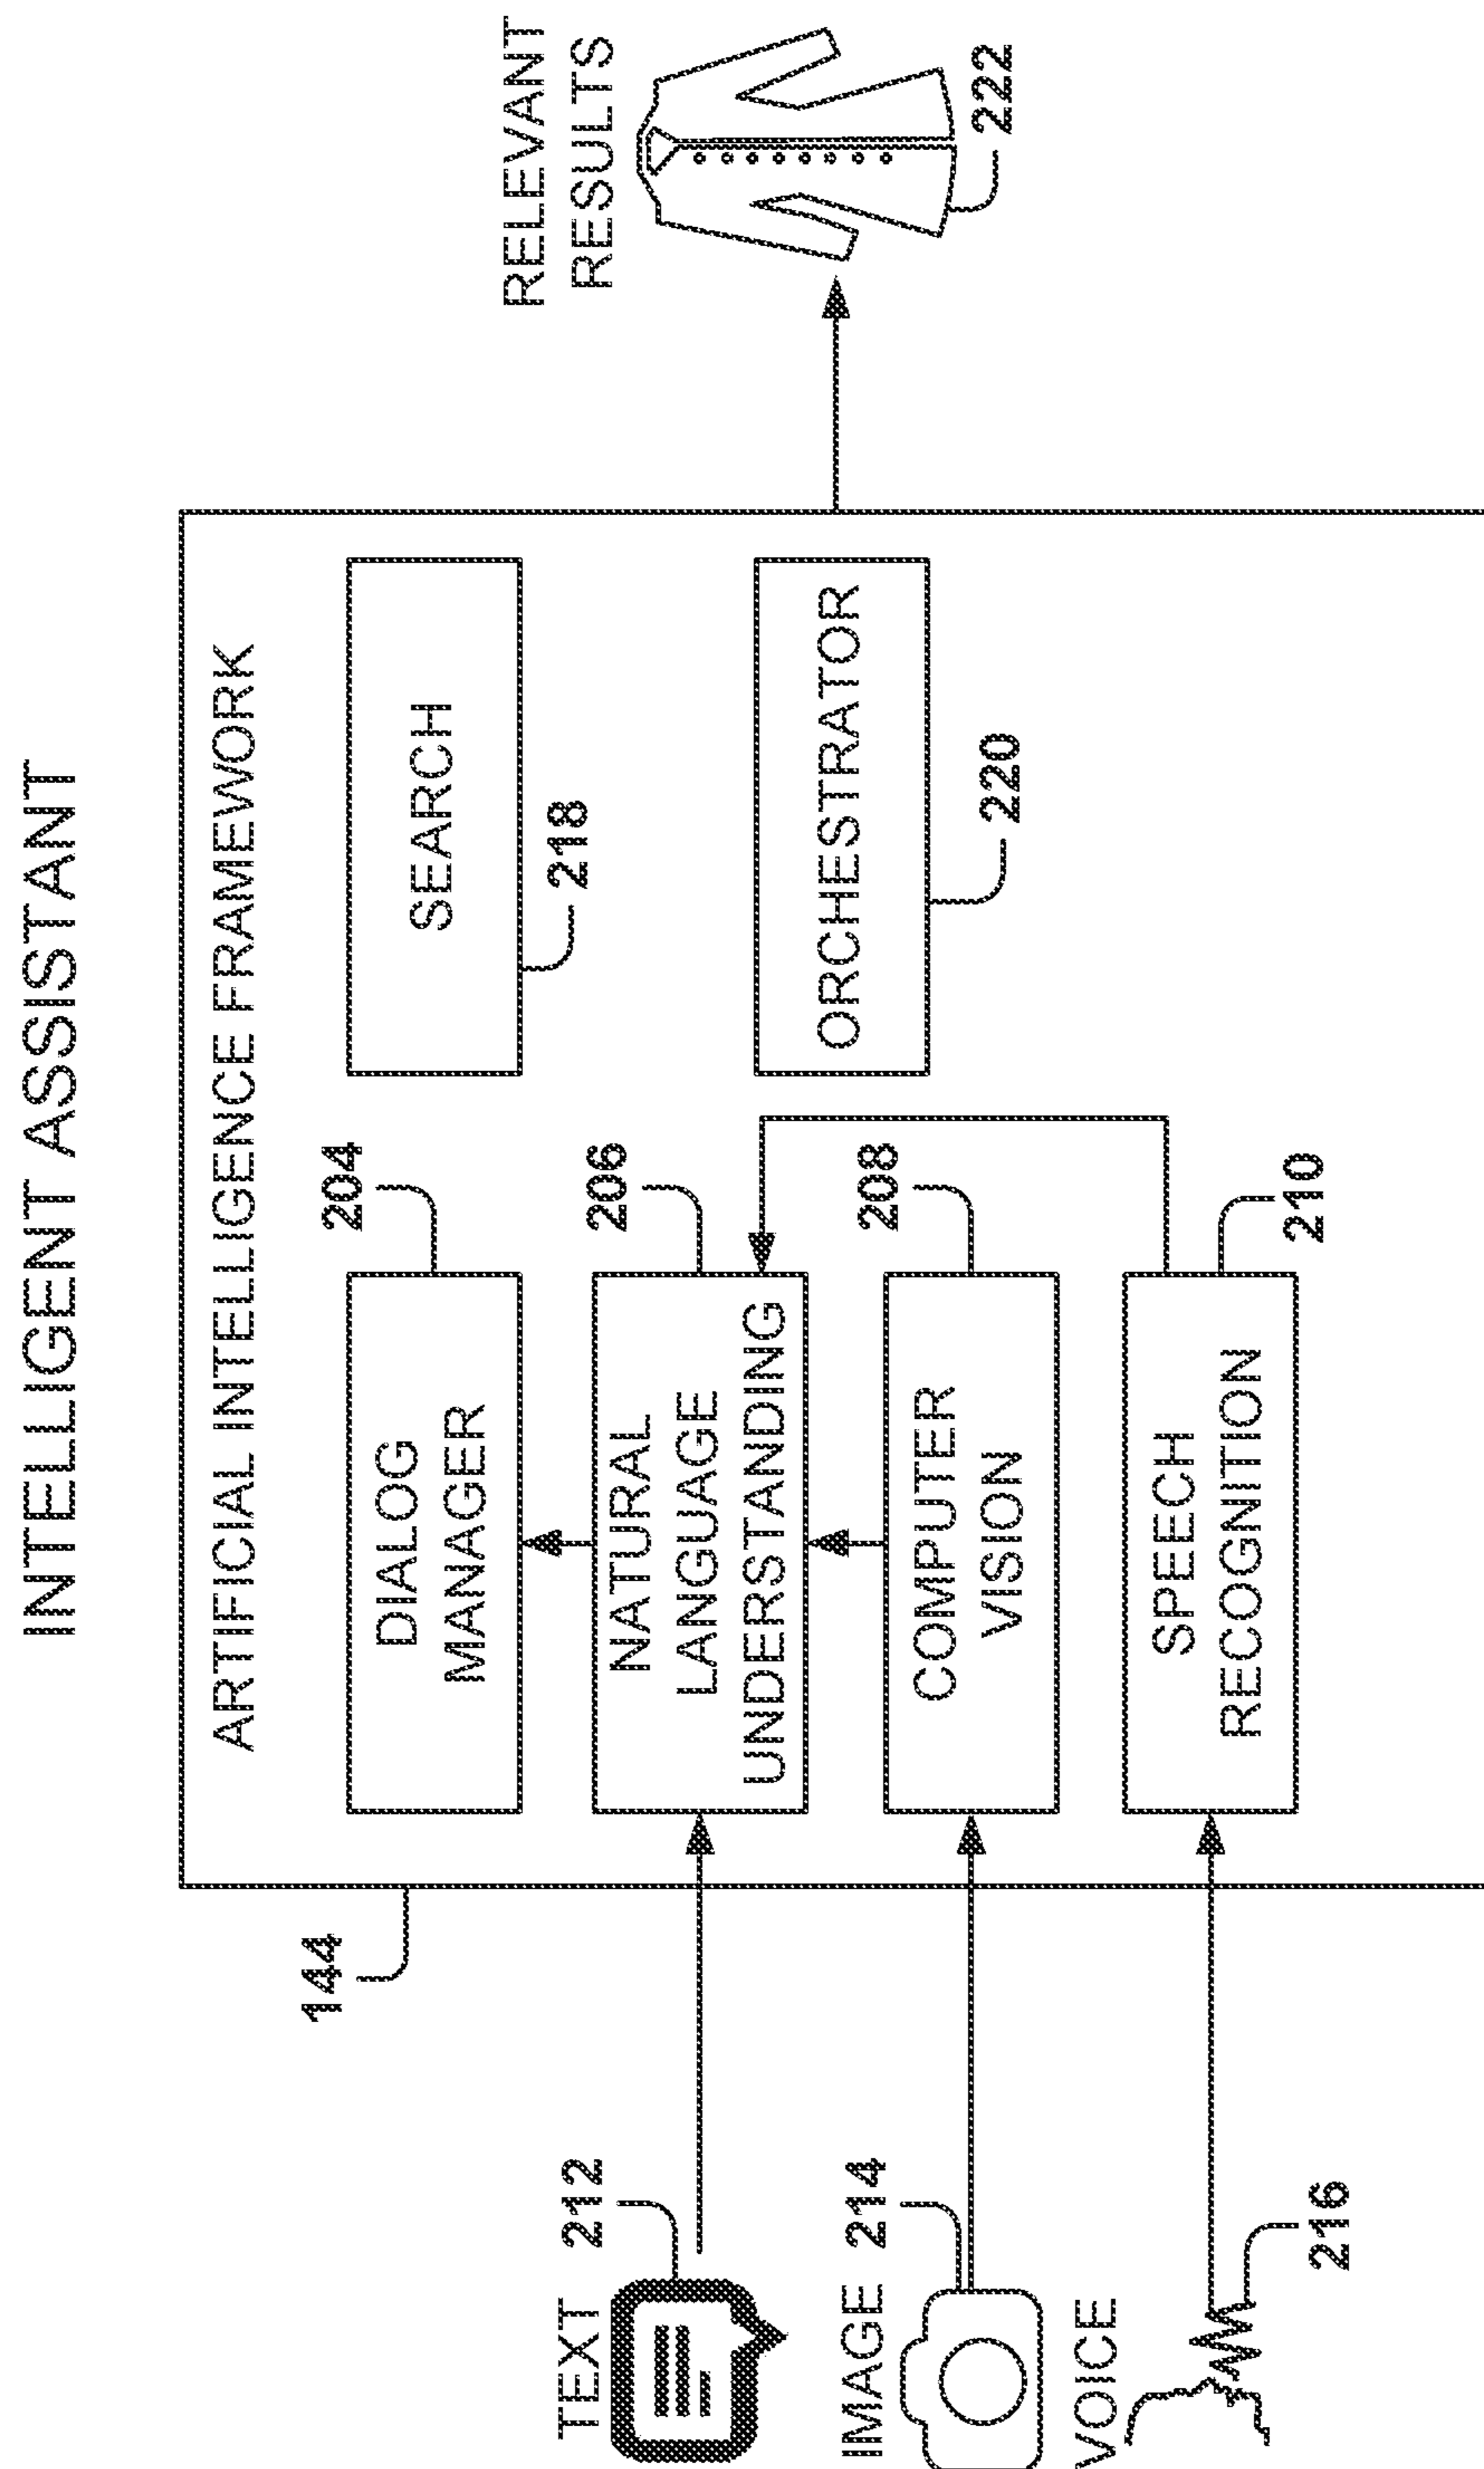 INTELLIGENT ASSISTANT
ARTIFICIAL INTELLIGENCE FRAMEWORK
144
TEXT
212
IMAGE
214
VOICE
216
DIALOG
MANAGER
204
NATURAL
LANGUAGE
UNDERSTANDING
206
COMPUTER
VISION
208
SPEECH
RECOGNITION
210
SEARCH
218
ORCHESTRATOR
220
RELEVANT
RESULTS
222